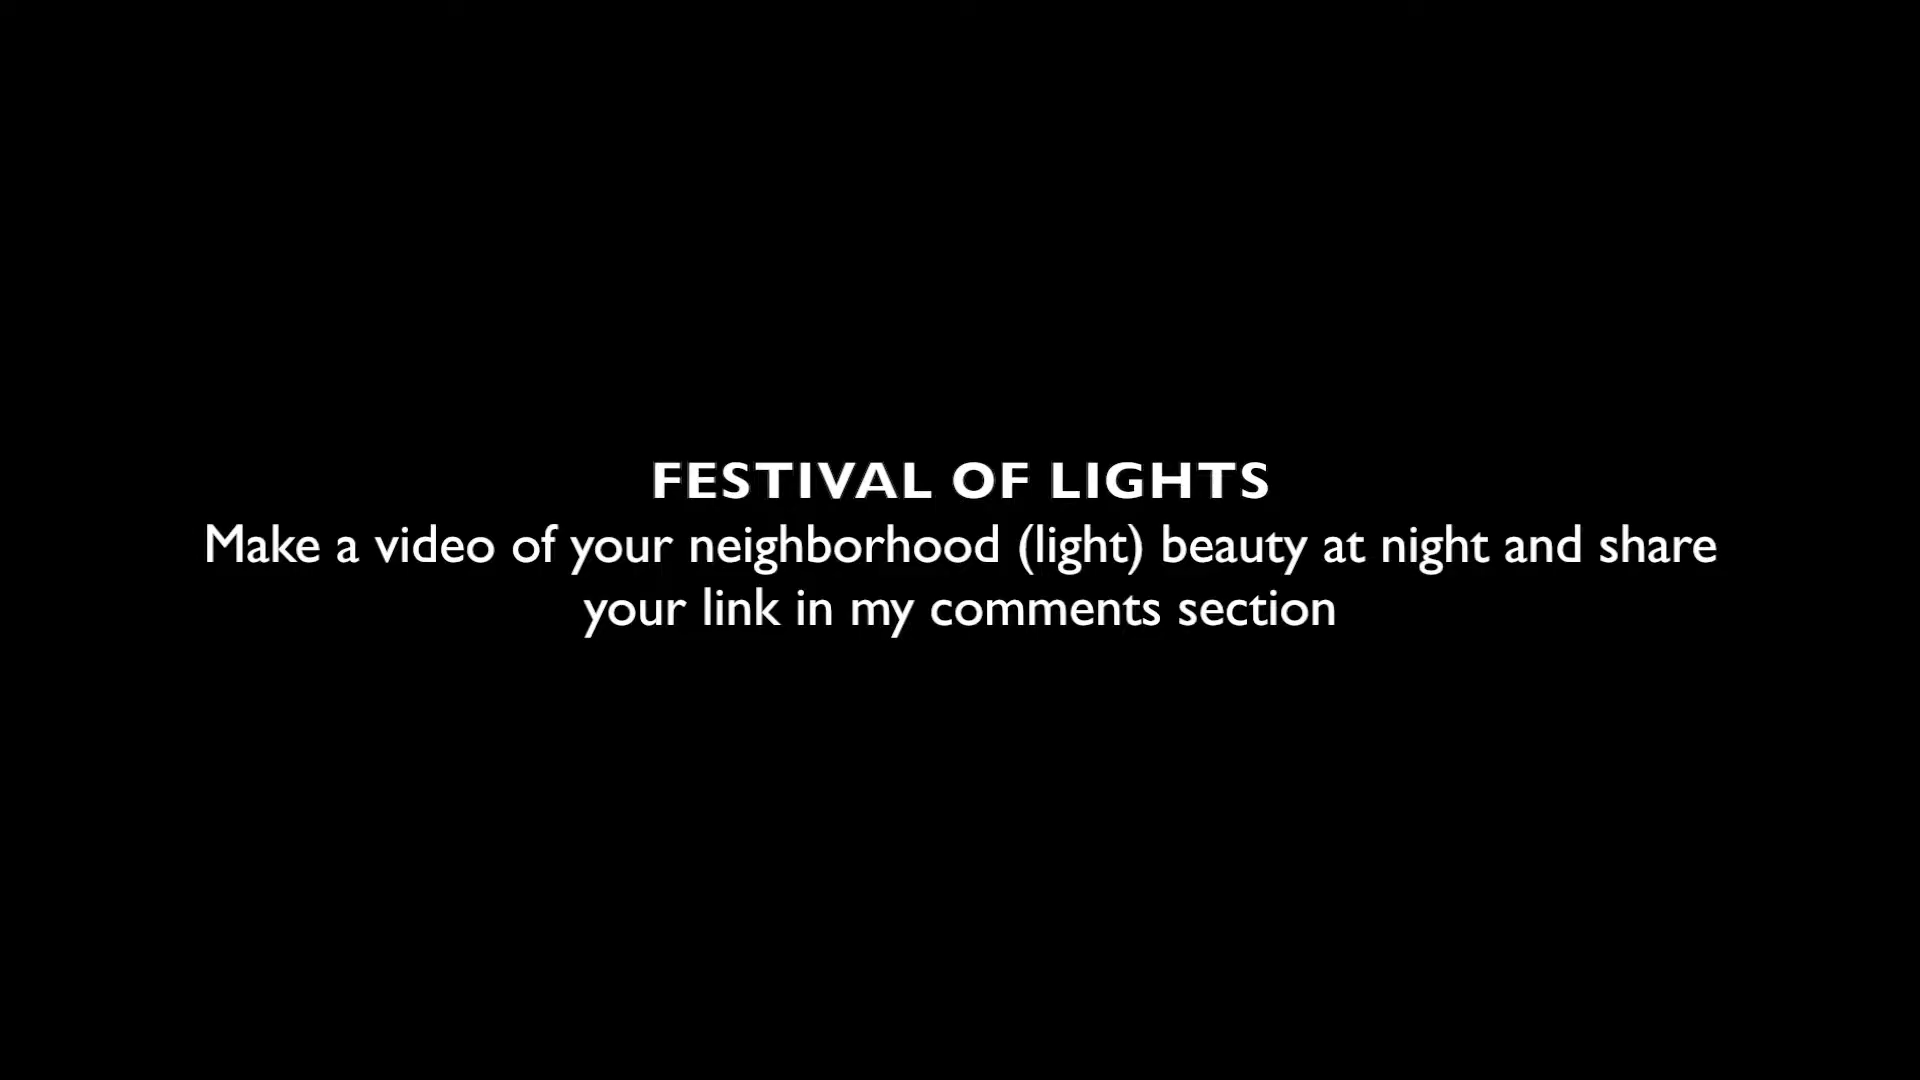 FESTIVAL OF LIGHTS
Make a video of your neighborhood (light) beauty at night and share
your link in my comments section